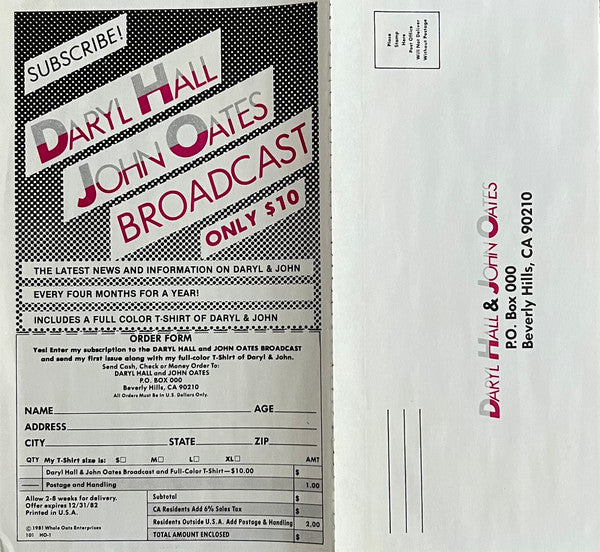 SUBSCRIBE!
DARYL HALL
JOHN OATES
BROADCAST
ONLY $10
THE LATEST NEWS AND INFORMATION ON DARYL & JOHN
EVERY FOUR MONTHS FOR A YEAR!
INCLUDES A FULL COLOR T-SHIRT OF DARYL & JOHN
ORDER FORM
Yes! Enter my subscription to the DARYL HALL and JOHN OATES BROADCAST
and send my first issue along with my full-color T-Shirt of Daryl & John.
Send Cash, Check or Money Order To:
DARYL HALL and JOHN OATES
P.O. BOX 000
Beverly Hills, CA 90210
All Orders Must Be In U.S. Dollars Only.
NAME AGE
ADDRESS
CITY STATE ZIP
QTY My T-Shirt size is: S□ M□ L□ XL□ AMT
Daryl Hall & John Oates Broadcast and Full-Color T-Shirt—$10.00 $
Postage and Handling 1.00
Allow 2-8 weeks for delivery.
Offer expires 12/31/82
Printed in U.S.A.
© 1981 Whole Oats Enterprises
101 HO-1
Subtotal $
CA Residents Add 6% Sales Tax $
Residents Outside U.S.A. Add Postage & Handling 2.00
TOTAL AMOUNT ENCLOSED $
Place
Stamp
Here
Post Office
Will Not Deliver
Without Postage
DARYL HALL & JOHN OATES
P.O. Box 000
Beverly Hills, CA 90210